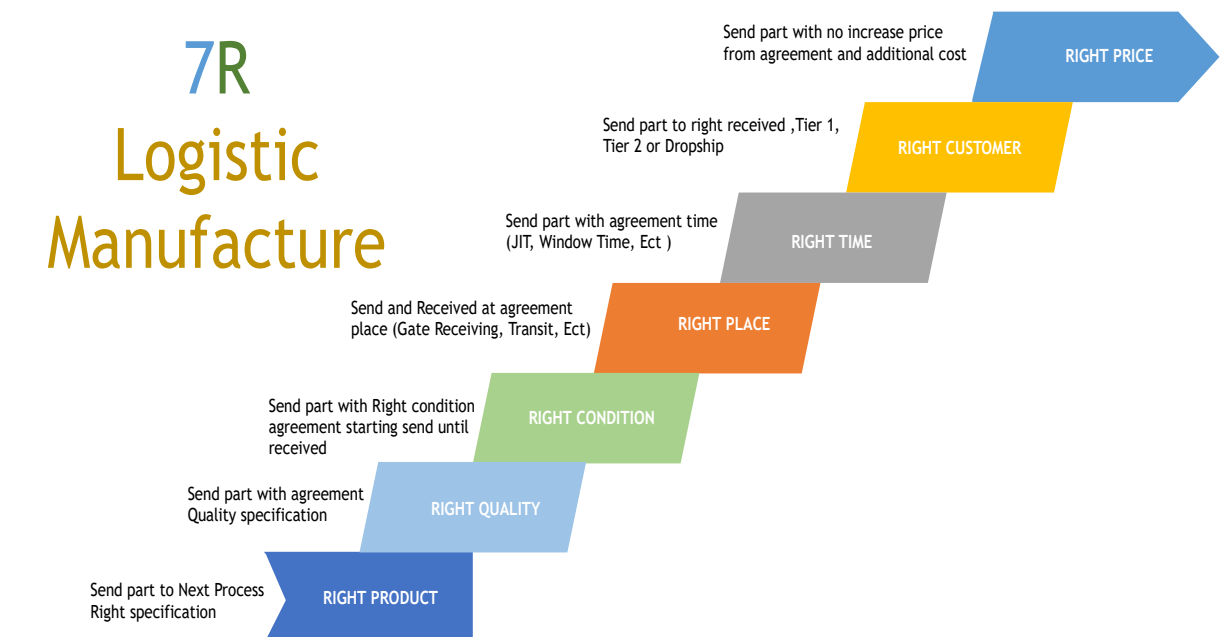 7R
Logistic
Manufacture
Send part with no increase price
from agreement and additional cost
RIGHT PRICE
Send part to right received ,Tier 1,
Tier 2 or Dropship
RIGHT CUSTOMER
Send part with agreement time
(JIT, Window Time, Ect )
RIGHT TIME
Send and Received at agreement
place (Gate Receiving, Transit, Ect)
RIGHT PLACE
Send part with Right condition
agreement starting send until
received
RIGHT CONDITION
Send part with agreement
Quality specification
RIGHT QUALITY
Send part to Next Process
Right specification
RIGHT PRODUCT